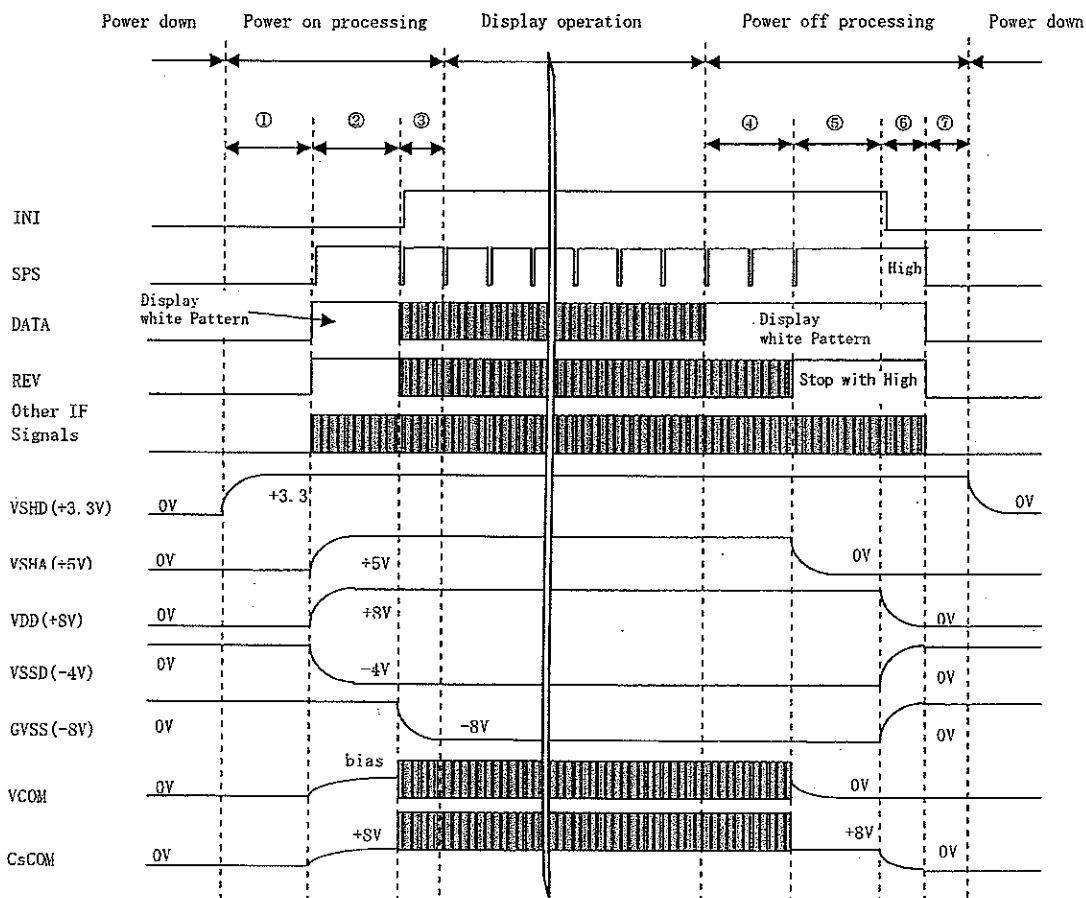 Power down Power on processing Display operation Power off processing Power down
① ② ③ ④ ⑤ ⑥ ⑦
INI
SPS High
Display
white Pattern
DATA
Display
white Pattern
REV Stop with High
Other IF
Signals
VSHD(+3.3V) 0V +3.3 0V
VSHA(÷5V) 0V ÷5V 0V
VDD(+8V) 0V +8V 0V
VSSD(-4V) 0V -4V 0V
GVSS(-8V) 0V -8V 0V
VCOM 0V bias 0V
CsCOM 0V +8V +8V 0V